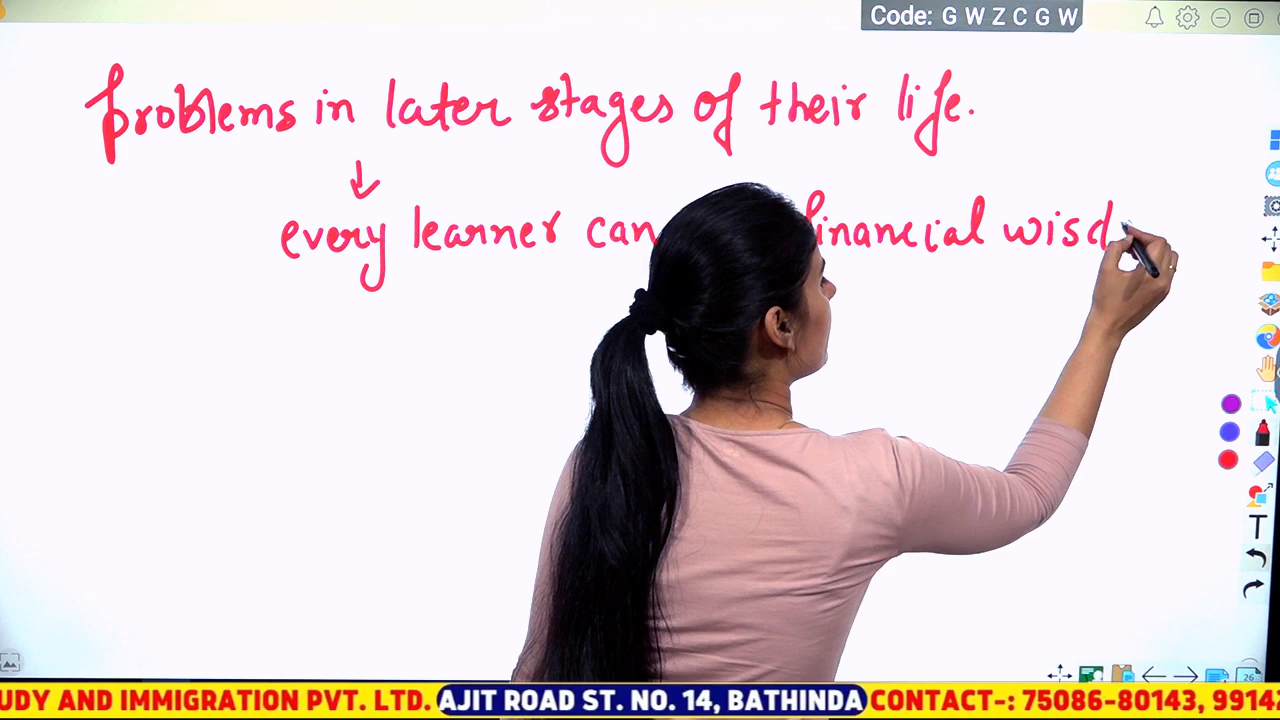 Code: G W Z C G W
problems in later stages of their life.
every learner can financial wisd
T
26
UDY AND IMMIGRATION PVT. LTD. AJIT ROAD ST. NO. 14, BATHINDA CONTACT-: 75086-80143, 9914